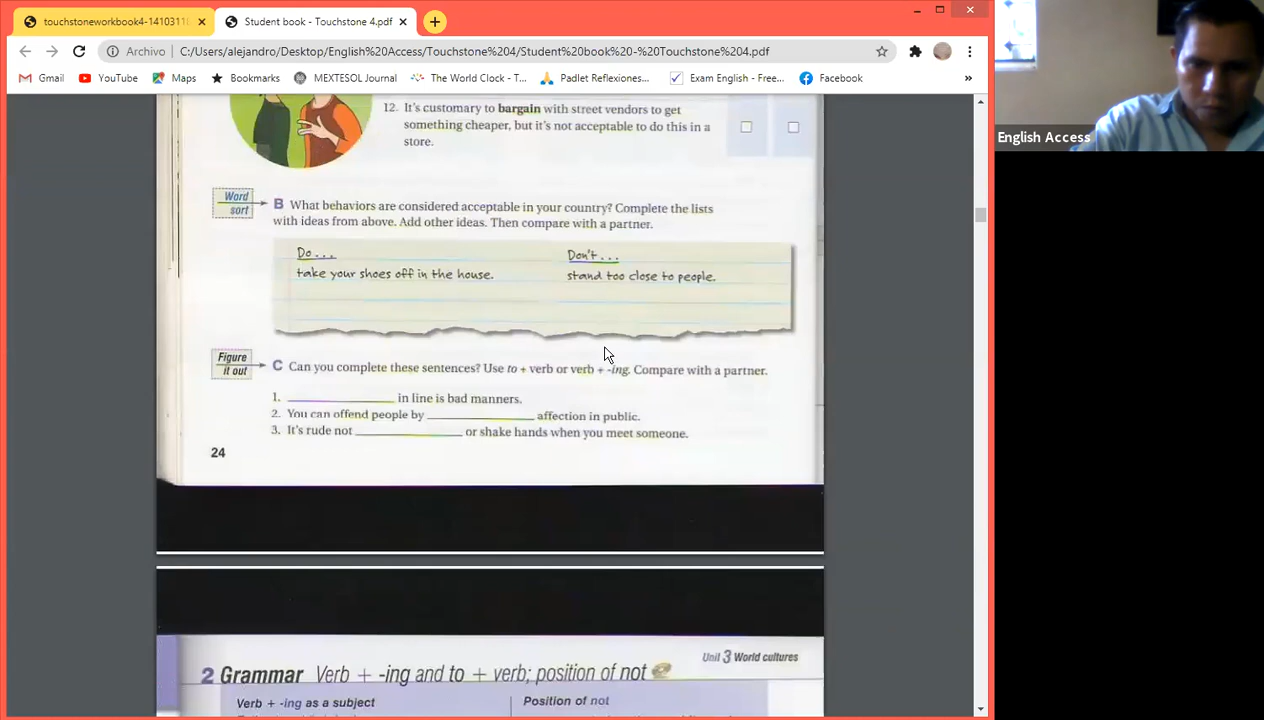 touchstoneworkbook4-1410311
Student book - Touchstone 4.pdf
Archivo
C:/Users/alejandro/Desktop/English%20Access/Touchstone%204/Student%20book%20-%20Touchstone%204.pdf
Gmail
YouTube
Maps
Bookmarks
MEXTESOL Journal
The World Clock - T...
Padlet Reflexiones...
Exam English - Free...
Facebook
»
English Access
12. It's customary to bargain with street vendors to get
something cheaper, but it's not acceptable to do this in a
store.
Word
sort
B What behaviors are considered acceptable in your country? Complete the lists
with ideas from above. Add other ideas. Then compare with a partner.
Do...
take your shoes off in the house.
Don't...
stand too close to people.
Figure
it out
C Can you complete these sentences? Use to + verb or verb + -ing. Compare with a partner.
1. ____________ in line is bad manners.
2. You can offend people by ____________ affection in public.
3. It's rude not ____________ or shake hands when you meet someone.
24
Unit 3 World cultures
2 Grammar Verb + -ing and to + verb; position of not
Verb + -ing as a subject
Position of not